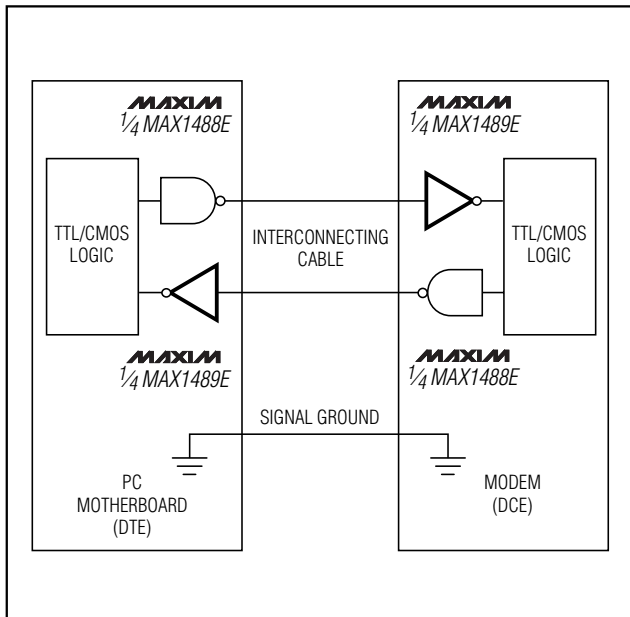 MAXIM
1/4 MAX1488E
MAXIM
1/4 MAX1489E
TTL/CMOS
LOGIC
INTERCONNECTING
CABLE
TTL/CMOS
LOGIC
MAXIM
1/4 MAX1489E
MAXIM
1/4 MAX1488E
SIGNAL GROUND
PC
MOTHERBOARD
(DTE)
MODEM
(DCE)